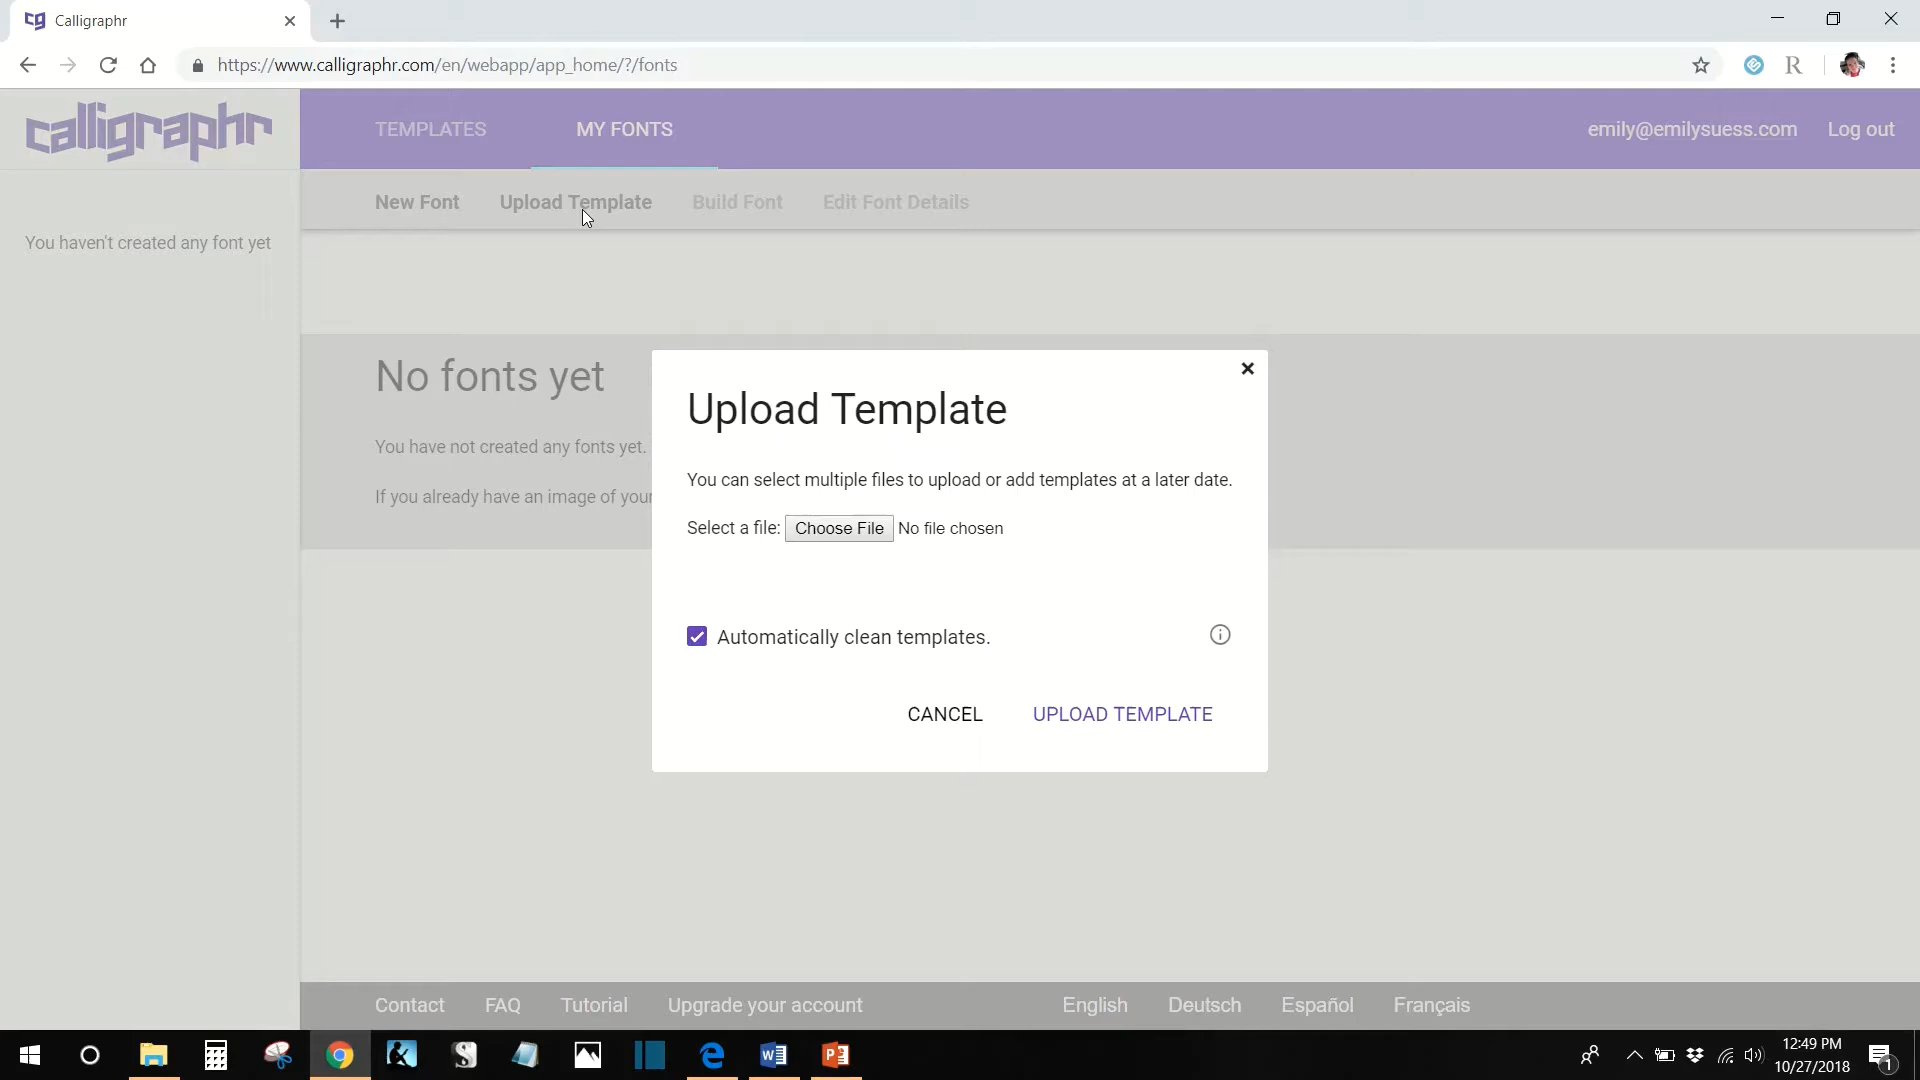 Calligraphr
https://www.calligraphr.com/en/webapp/app_home/?/fonts
calligraphr
TEMPLATES
MY FONTS
emily@emilysuess.com
Log out
New Font
Upload Template
Build Font
Edit Font Details
You haven't created any font yet
No fonts yet
You have not created any fonts yet.
If you already have an image of your
Upload Template
You can select multiple files to upload or add templates at a later date.
Select a file: Choose File No file chosen
Automatically clean templates.
CANCEL
UPLOAD TEMPLATE
Contact
FAQ
Tutorial
Upgrade your account
English
Deutsch
Español
Français
12:49 PM
10/27/2018
1